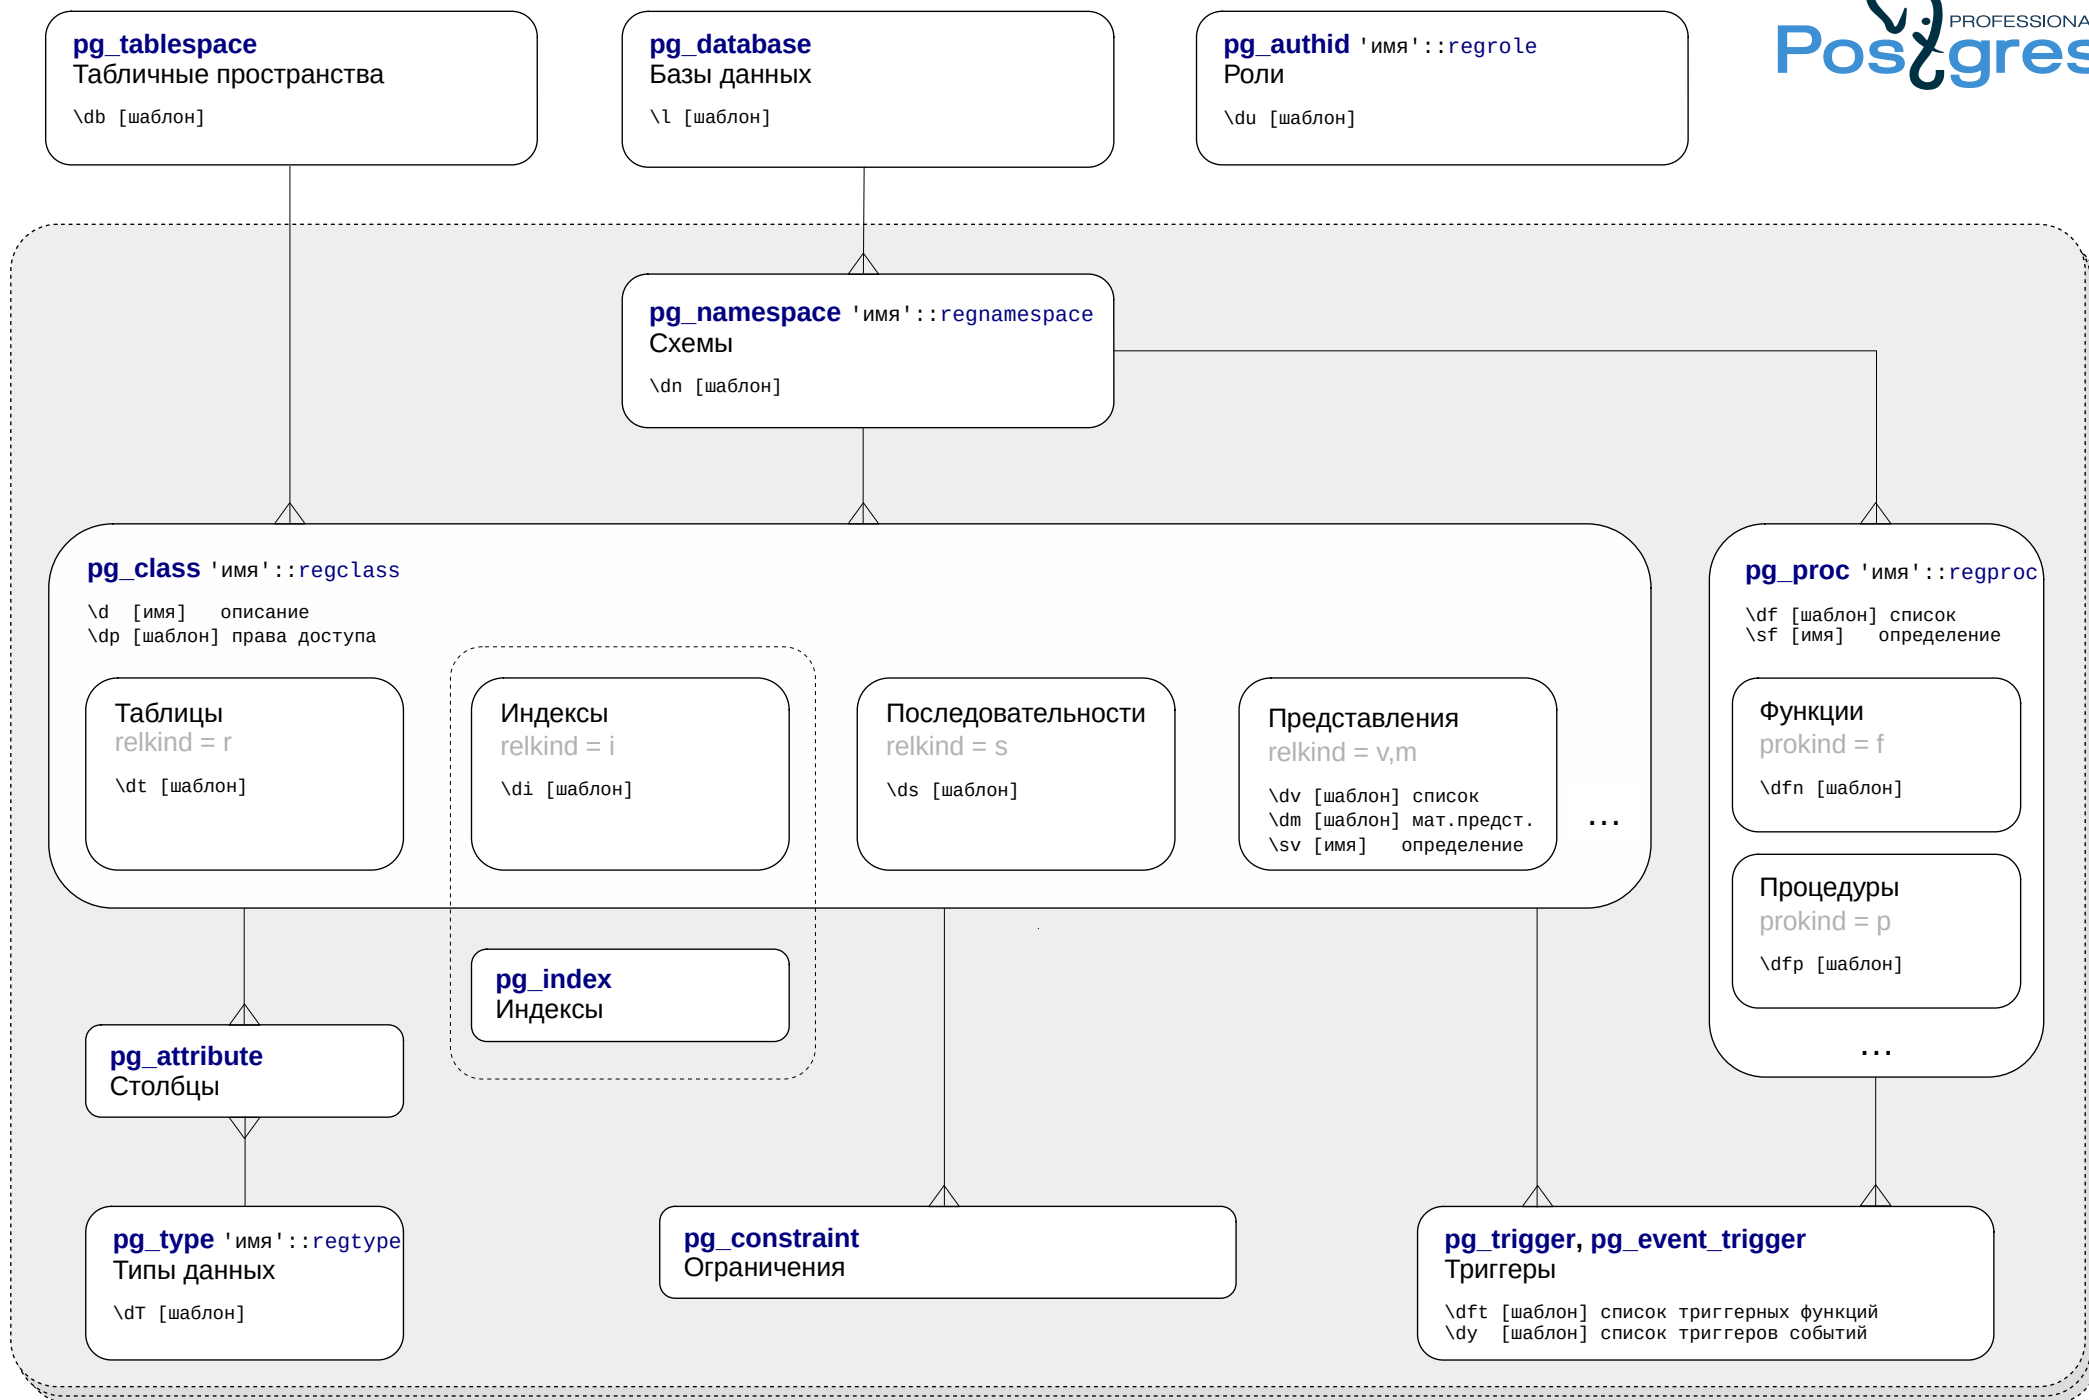 pg_tablespace
Табличные пространства
\db [шаблон]
pg_database
Базы данных
\l [шаблон]
pg_authid 'имя'::regrole
Роли
\du [шаблон]
PROFESSIONA
Postgres
pg_namespace 'имя'::regnamespace
Схемы
\dn [шаблон]
pg_class 'имя'::regclass
\d [имя] описание
\dp [шаблон] права доступа
Таблицы
relkind = r
\dt [шаблон]
Индексы
relkind = i
\di [шаблон]
Последовательности
relkind = s
\ds [шаблон]
Представления
relkind = v,m
\dv [шаблон] список
\dm [шаблон] мат.предст.
\sv [имя] определение
...
pg_proc 'имя'::regproc
\df [шаблон] список
\sf [имя] определение
Функции
prokind = f
\dfn [шаблон]
Процедуры
prokind = p
\dfp [шаблон]
...
pg_index
Индексы
pg_attribute
Столбцы
pg_type 'имя'::regtype
Типы данных
\dT [шаблон]
pg_constraint
Ограничения
pg_trigger, pg_event_trigger
Триггеры
\dft [шаблон] список триггерных функций
\dy [шаблон] список триггеров событий